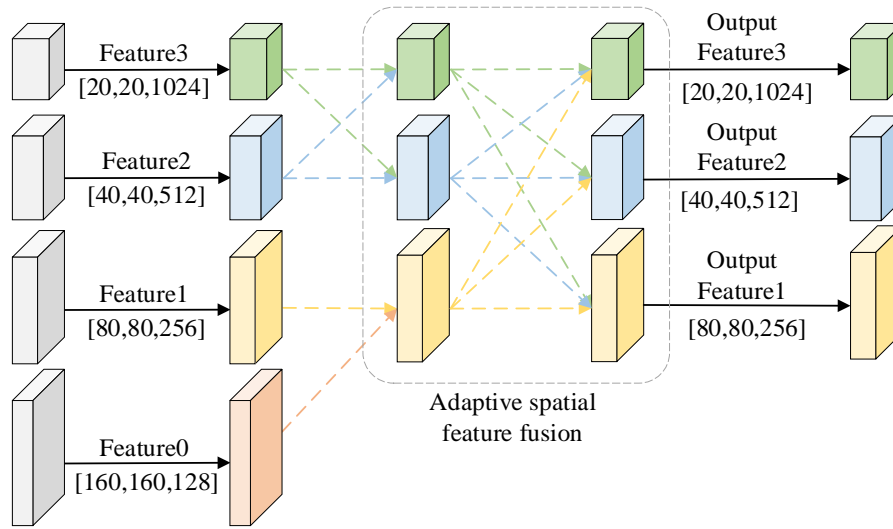 Feature3
[20,20,1024]
Output
Feature3
[20,20,1024]
Feature2
[40,40,512]
Output
Feature2
[40,40,512]
Feature1
[80,80,256]
Output
Feature1
[80,80,256]
Adaptive spatial
feature fusion
Feature0
[160,160,128]